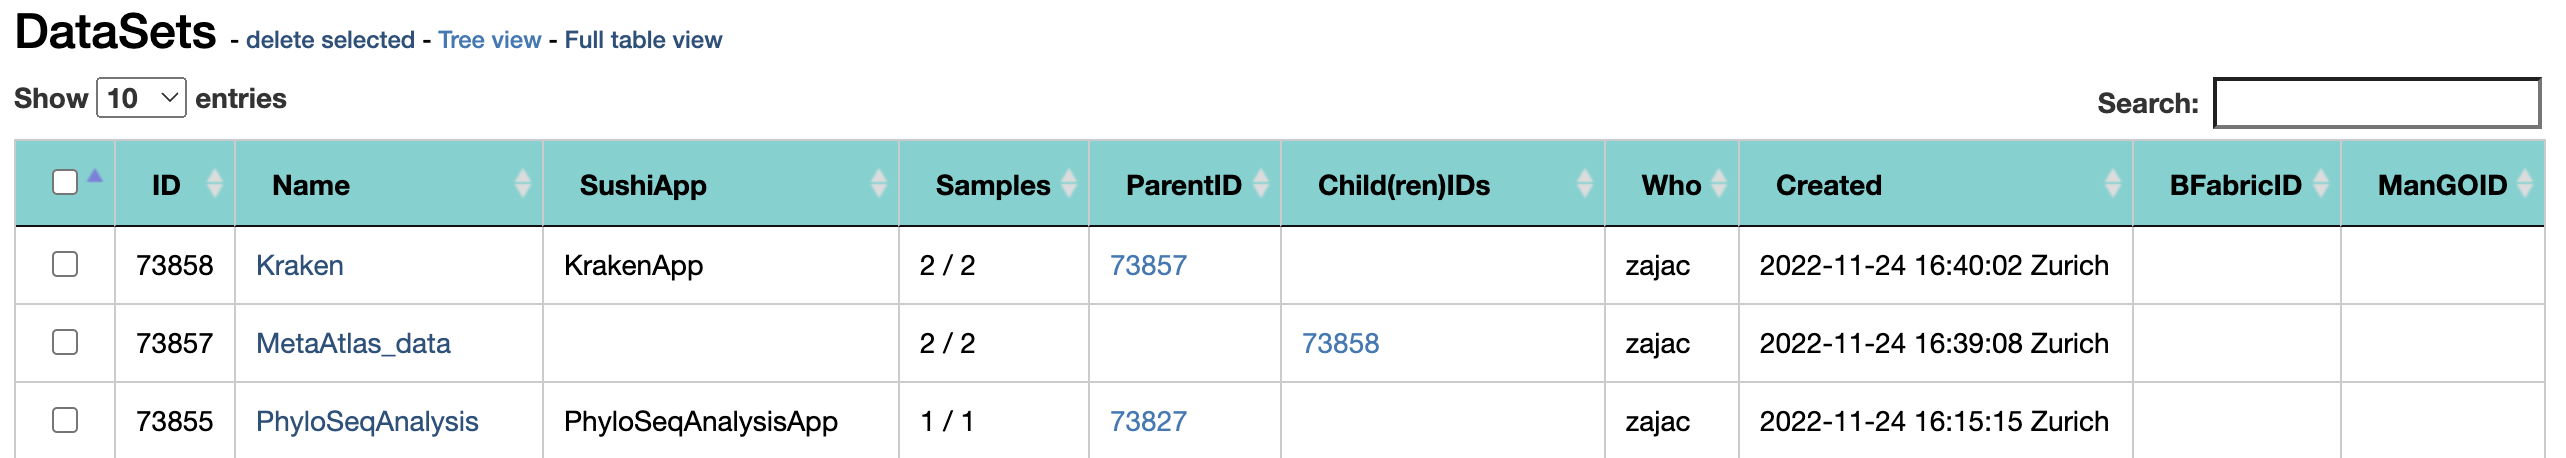 DataSets - delete selected - Tree view - Full table view
Show 10 entries Search:
ID Name SushiApp Samples ParentID Child(ren)IDs Who Created BFabricID ManGOID
73858 Kraken KrakenApp 2 / 2 73857 zajac 2022-11-24 16:40:02 Zurich
73857 MetaAtlas_data 2 / 2 73858 zajac 2022-11-24 16:39:08 Zurich
73855 PhyloSeqAnalysis PhyloSeqAnalysisApp 1 / 1 73827 zajac 2022-11-24 16:15:15 Zurich